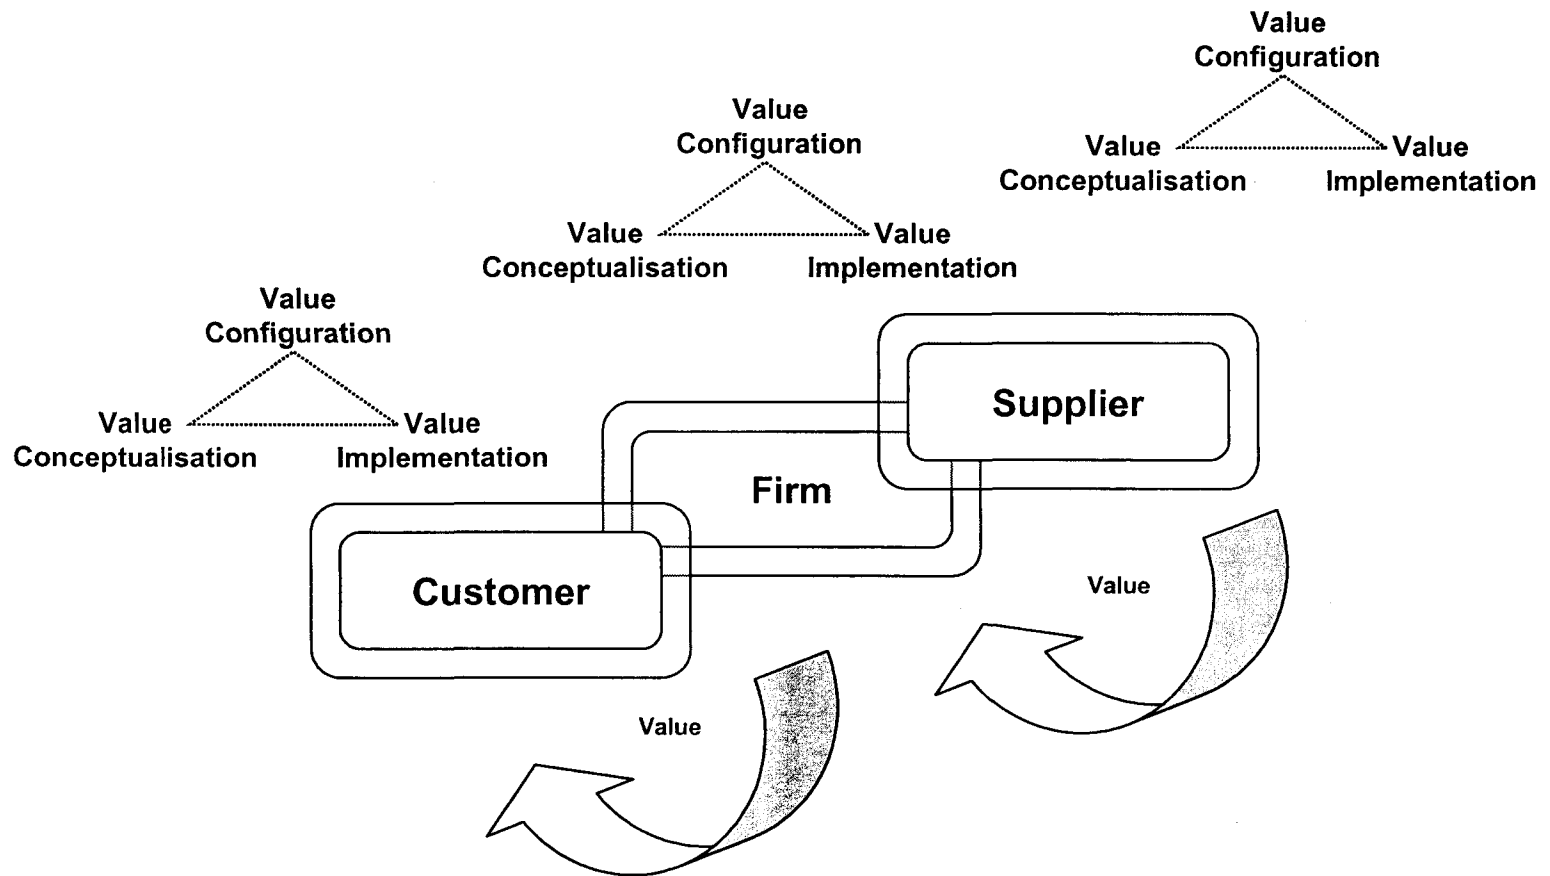 Value
Configuration
Value
Conceptualisation
Value
Implementation
Value
Configuration
Value
Conceptualisation
Value
Implementation
Value
Configuration
Value
Conceptualisation
Value
Implementation
Supplier
Firm
Customer
Value
Value